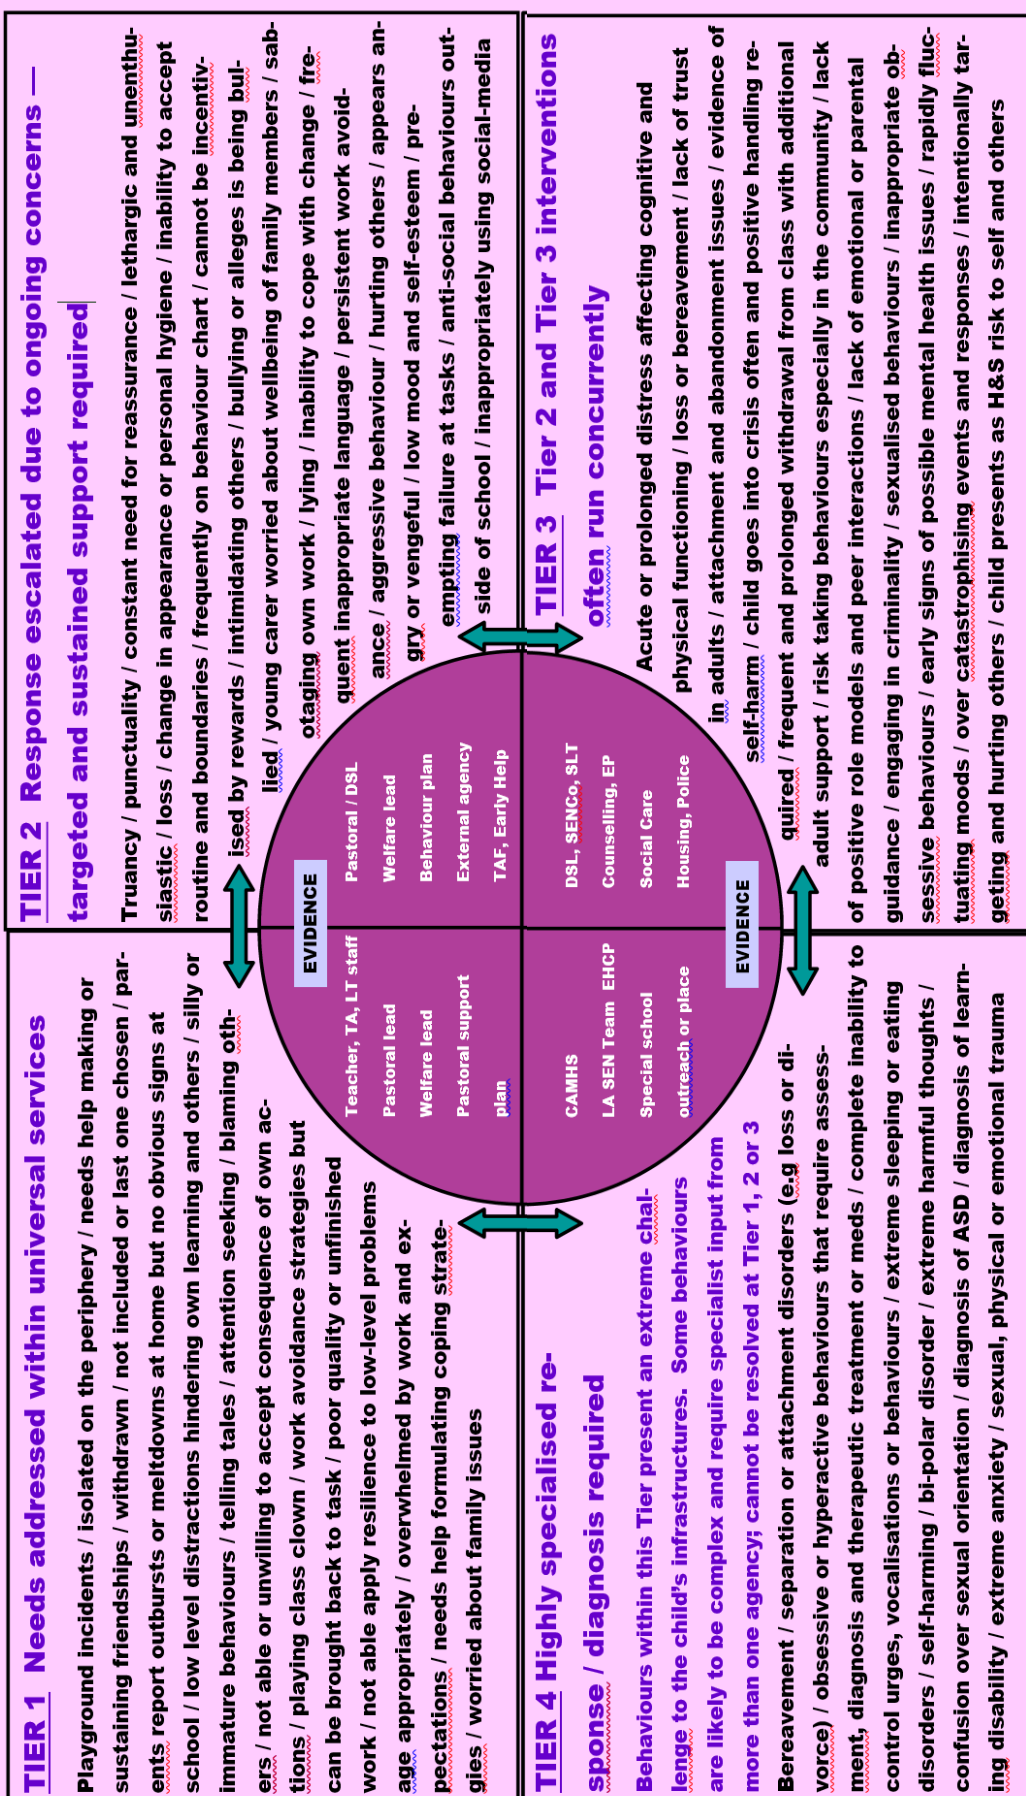 TIER 1 Needs addressed within universal services
Playground incidents / isolated on the periphery / needs help making or
sustaining friendships / withdrawn / not included or last one chosen / par-
ents report outbursts or meltdowns at home but no obvious signs at
school / low level distractions hindering own learning and others / silly or
immature behaviours / telling tales / attention seeking / blaming oth-
ers / not able or unwilling to accept consequence of own ac-
tions / playing class clown / work avoidance strategies but
can be brought back to task / poor quality or unfinished
work / not able apply resilience to low-level problems
age appropriately / overwhelmed by work and ex-
pectations / needs help formulating coping strate-
gies / worried about family issues
TIER 2 Response escalated due to ongoing concerns —
targeted and sustained support required
Truancy / punctuality / constant need for reassurance / lethargic and unenthu-
siastic / loss / change in appearance or personal hygiene / inability to accept
routine and boundaries / frequently on behaviour chart / cannot be incentiv-
ised by rewards / intimidating others / bullying or alleges is being bul-
lied / young carer worried about wellbeing of family members / sab-
otaging own work / lying / inability to cope with change / fre-
quent inappropriate language / persistent work avoid-
ance / aggressive behaviour / hurting others / appears an-
gry or vengeful / low mood and self-esteem / pre-
empting failure at tasks / anti-social behaviours out-
side of school / inappropriately using social-media
EVIDENCE
Teacher, TA, LT staff
Pastoral lead
Welfare lead
Pastoral support
plan
Pastoral / DSL
Welfare lead
Behaviour plan
External agency
TAF, Early Help
CAMHS
LA SEN Team EHCP
Special school
outreach or place
DSL, SENCo, SLT
Counselling, EP
Social Care
Housing, Police
EVIDENCE
TIER 4 Highly specialised re-
sponse / diagnosis required
Behaviours within this Tier present an extreme chal-
lenge to the child's infrastructures. Some behaviours
are likely to be complex and require specialist input from
more than one agency; cannot be resolved at Tier 1, 2 or 3
Bereavement / separation or attachment disorders (e.g loss or di-
vorce) / obsessive or hyperactive behaviours that require assess-
ment, diagnosis and therapeutic treatment or meds / complete inability to
control urges, vocalisations or behaviours / extreme sleeping or eating
disorders / self-harming / bi-polar disorder / extreme harmful thoughts /
confusion over sexual orientation / diagnosis of ASD / diagnosis of learn-
ing disability / extreme anxiety / sexual, physical or emotional trauma
TIER 3 Tier 2 and Tier 3 interventions
often run concurrently
Acute or prolonged distress affecting cognitive and
physical functioning / loss or bereavement / lack of trust
in adults / attachment and abandonment issues / evidence of
self-harm / child goes into crisis often and positive handling re-
quired / frequent and prolonged withdrawal from class with additional
adult support / risk taking behaviours especially in the community / lack
of positive role models and peer interactions / lack of emotional or parental
guidance / engaging in criminality / sexualised behaviours / inappropriate ob-
sessive behaviours / early signs of possible mental health issues / rapidly fluc-
tuating moods / over catastrophising events and responses / intentionally tar-
geting and hurting others / child presents as H&S risk to self and others